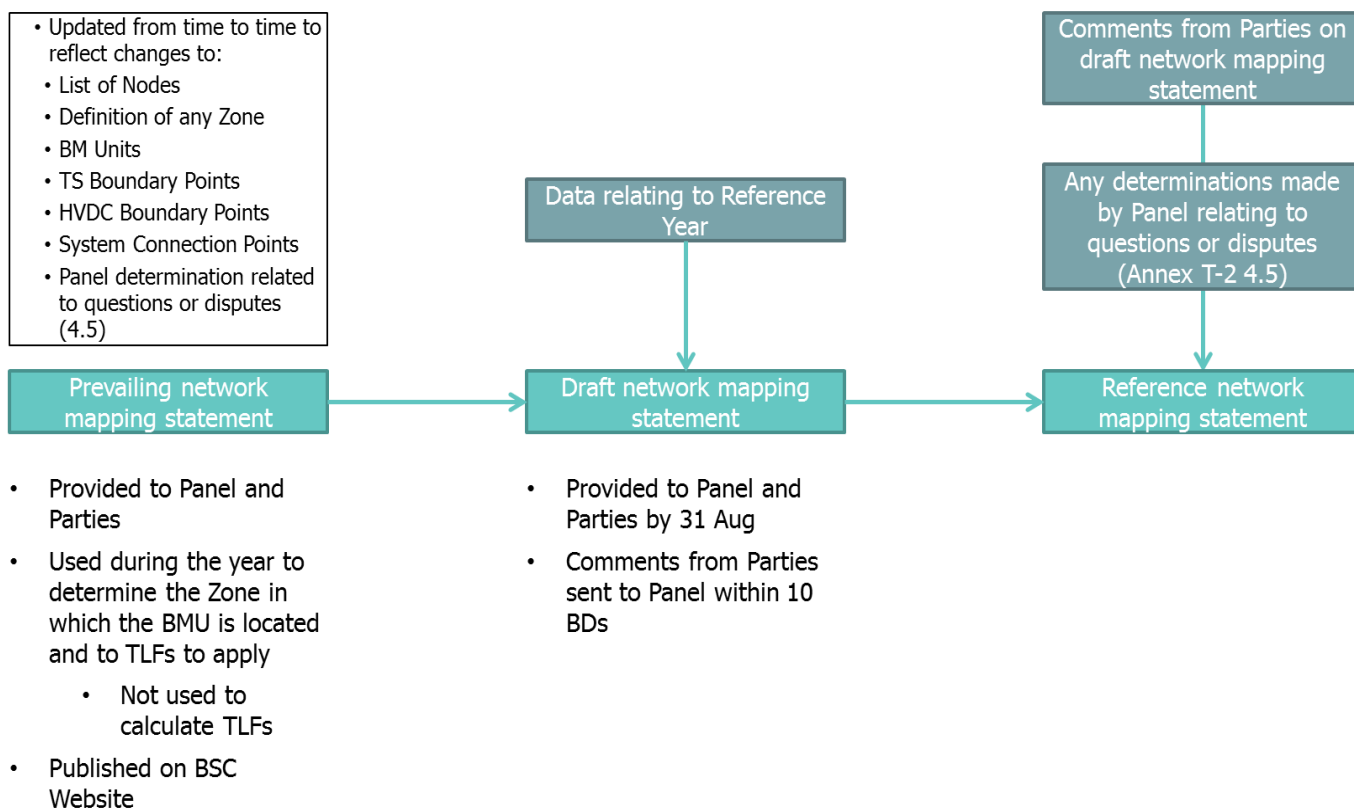 • Updated from time to time to
reflect changes to:
• List of Nodes
• Definition of any Zone
• BM Units
• TS Boundary Points
• HVDC Boundary Points
• System Connection Points
• Panel determination related
to questions or disputes
(4.5)
Comments from Parties on
draft network mapping
statement
Data relating to Reference
Year
Any determinations made
by Panel relating to
questions or disputes
(Annex T-2 4.5)
Prevailing network
mapping statement
Draft network mapping
statement
Reference network
mapping statement
• Provided to Panel and
Parties
• Used during the year to
determine the Zone in
which the BMU is located
and to TLFs to apply
• Not used to
calculate TLFs
• Published on BSC
Website
• Provided to Panel and
Parties by 31 Aug
• Comments from Parties
sent to Panel within 10
BDs